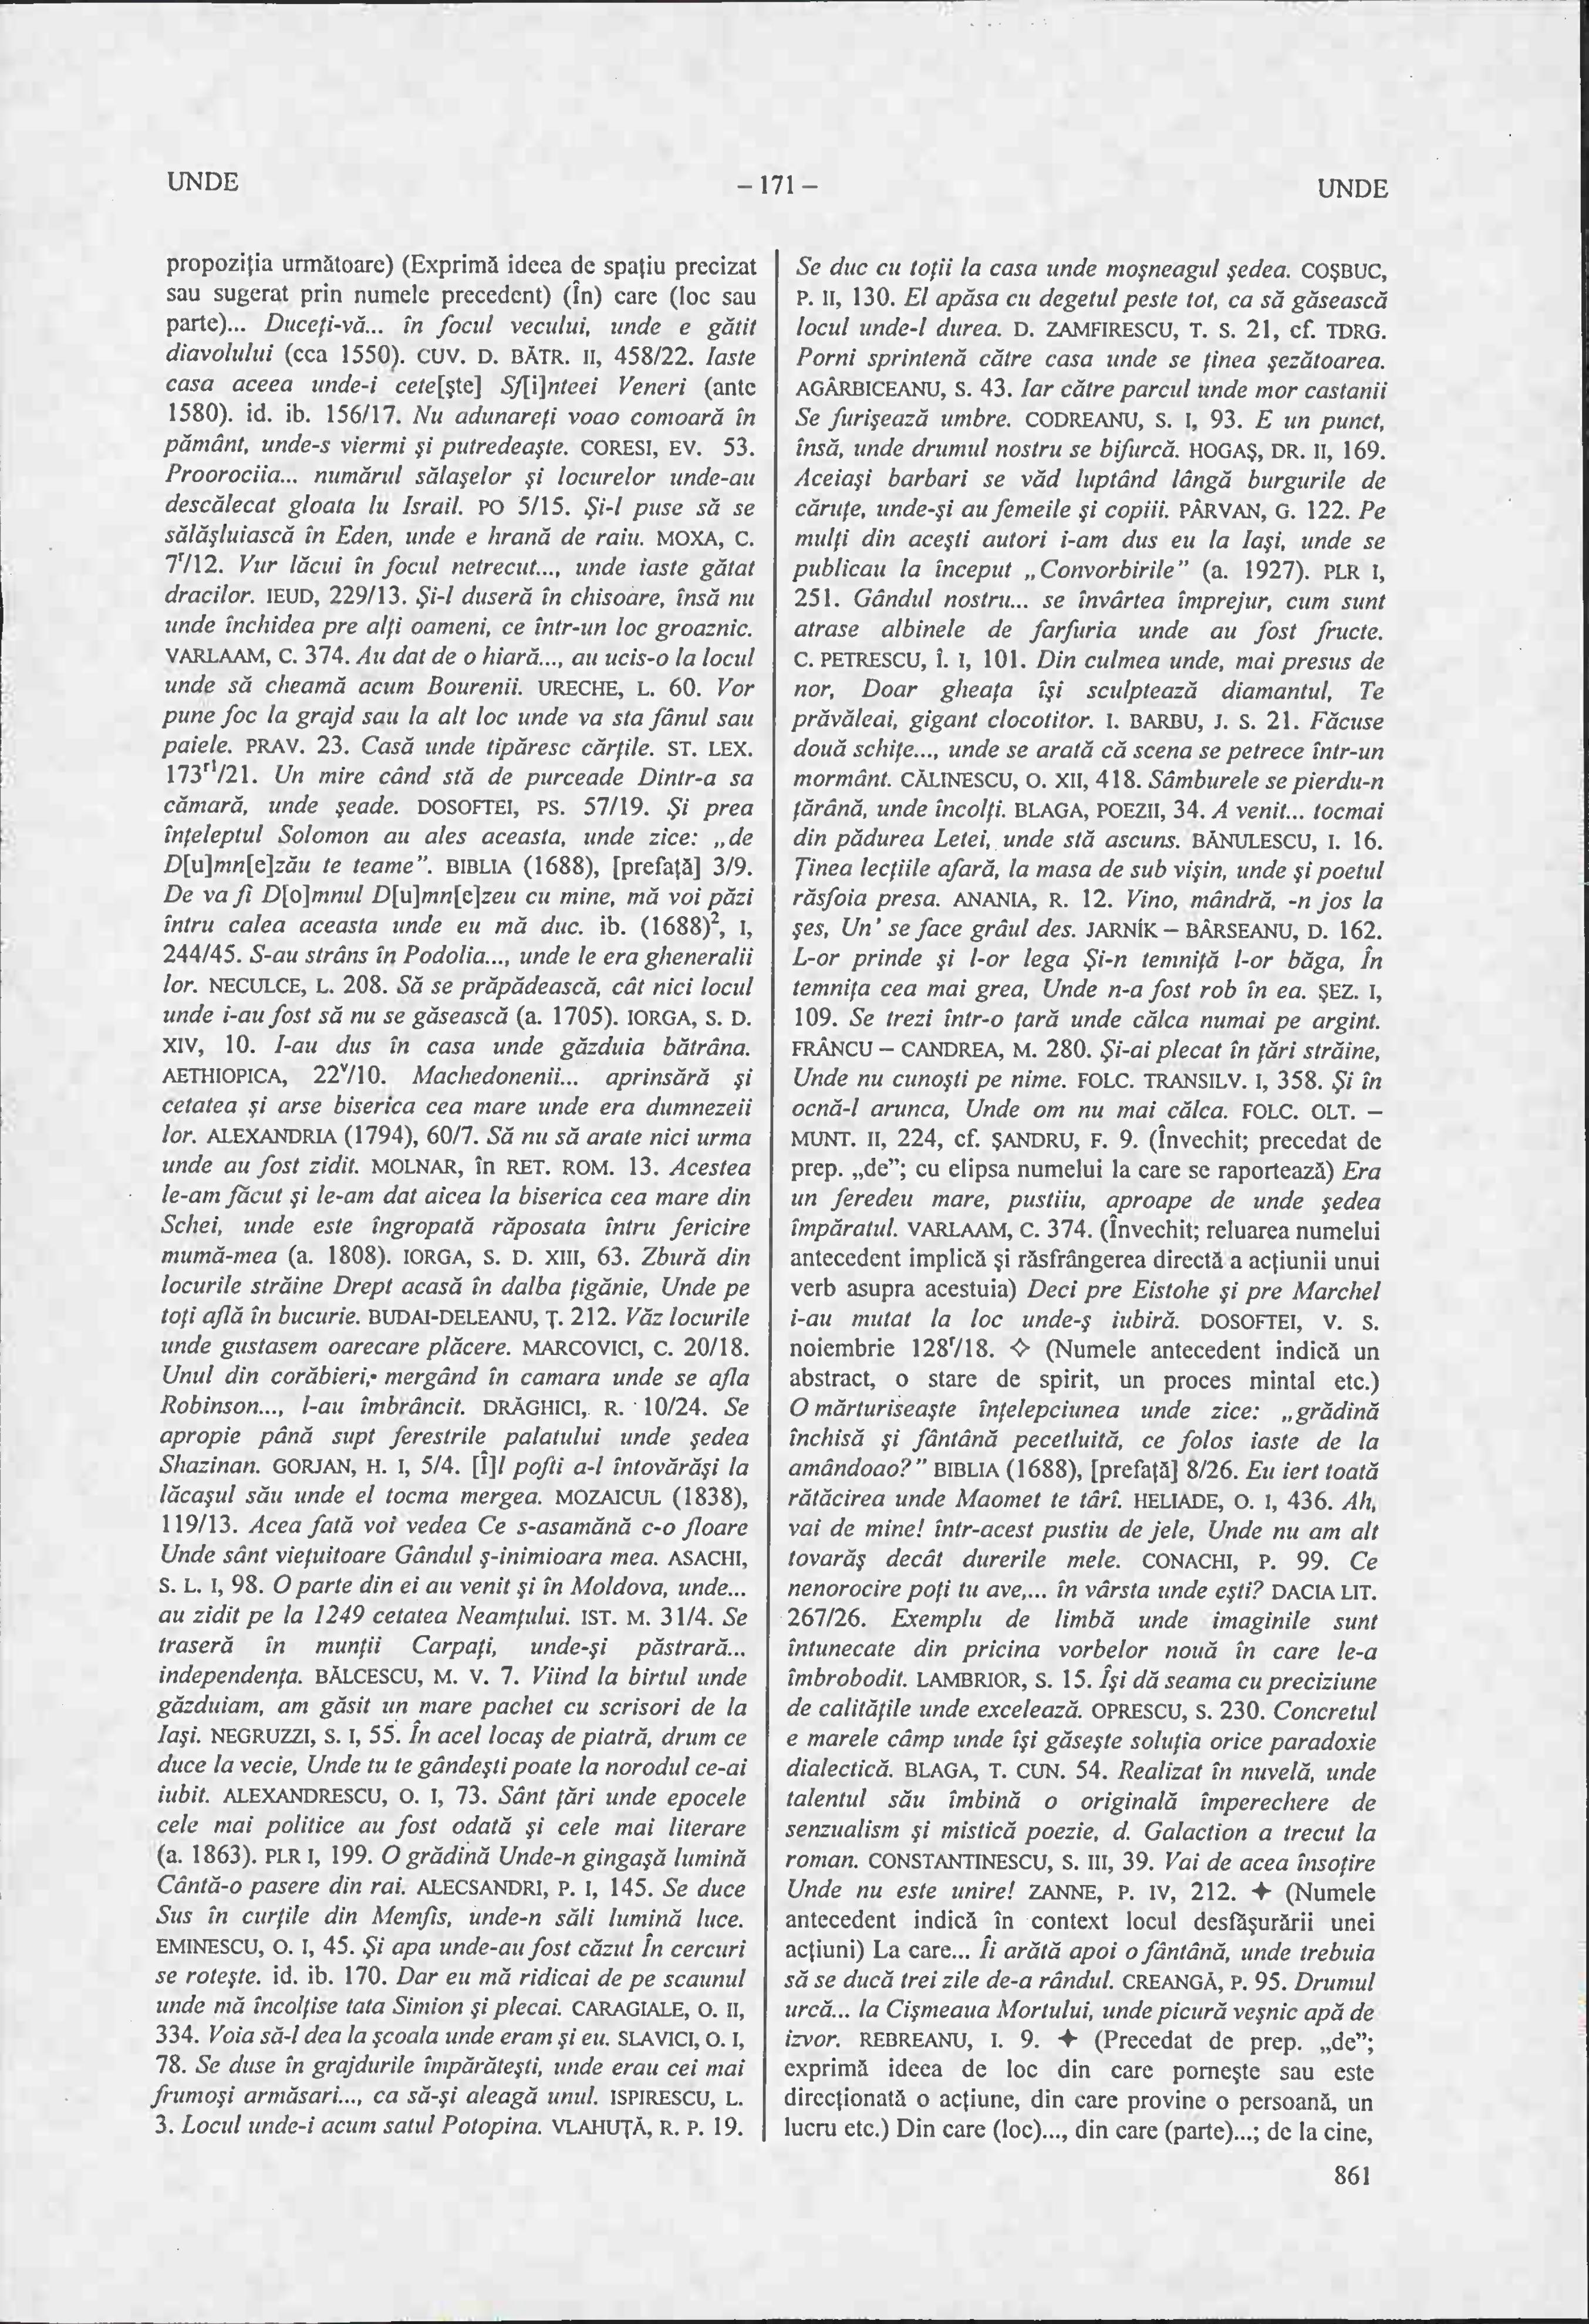 UNDE
– 171 –
UNDE
propoziţia următoare) (Exprimă ideea de spaţiu precizat
sau sugerat prin numele precedent) (În) care (loc sau
parte)... Duceţi-vă... în focul vecului, unde e gătit
diavolului (cca 1550). CUV. D. BĂTR. II, 458/22. Iaste
casa aceea unde-i cete[şte] Sf[i]nteei Veneri (ante
1580). id. ib. 156/17. Nu adunareţi voao comoară în
pământ, unde-s viermi şi putredeaşte. CORESI, EV. 53.
Proorociia... numărul sălaşelor şi locurelor unde-au
descălecat gloata lu Israil. PO 5/15. Şi-l puse să se
sălăşluiască în Eden, unde e hrană de raiu. MOXA, C.
7ʳ/12. Vur lăcui în focul netrecut..., unde iaste gătat
dracilor. IEUD, 229/13. Şi-l duseră în chisoare, însă nu
unde închidea pre alţi oameni, ce într-un loc groaznic.
VARLAAM, C. 374. Au dat de o hiară..., au ucis-o la locul
unde să cheamă acum Bourenii. URECHE, L. 60. Vor
pune foc la grajd sau la alt loc unde va sta fânul sau
paiele. PRAV. 23. Casă unde tipăresc cărţile. ST. LEX.
173ʳ¹/21. Un mire când stă de purceade Dintr-a sa
cămară, unde şeade. DOSOFTEI, PS. 57/19. Şi prea
înţeleptul Solomon au ales aceasta, unde zice: „de
D[u]mn[e]zău te teame”. BIBLIA (1688), [prefaţă] 3/9.
De va fi D[o]mnul D[u]mn[e]zeu cu mine, mă voi păzi
întru calea aceasta unde eu mă duc. ib. (1688)², I,
244/45. S-au strâns în Podolia..., unde le era gheneralii
lor. NECULCE, L. 208. Să se prăpădească, cât nici locul
unde i-au fost să nu se găsească (a. 1705). IORGA, S. D.
XIV, 10. I-au dus în casa unde găzduia bătrâna.
AETHIOPICA, 22ᵛ/10. Machedonenii... aprinsără şi
cetatea şi arse biserica cea mare unde era dumnezeii
lor. ALEXANDRIA (1794), 60/7. Să nu să arate nici urma
unde au fost zidit. MOLNAR, în RET. ROM. 13. Acestea
le-am făcut şi le-am dat aicea la biserica cea mare din
Schei, unde este îngropată răposata întru fericire
mumă-mea (a. 1808). IORGA, S. D. XIII, 63. Zbură din
locurile străine Drept acasă în dalba ţigănie, Unde pe
toţi află în bucurie. BUDAI-DELEANU, Ţ. 212. Văz locurile
unde gustasem oarecare plăcere. MARCOVICI, C. 20/18.
Unul din corăbieri, mergând în camara unde se afla
Robinson..., l-au îmbrâncit. DRĂGHICI, R. 10/24. Se
apropie până supt ferestrile palatului unde şedea
Shazinan. GORJAN, H. I, 5/4. [Î]l pofti a-l întovărăşi la
lăcaşul său unde el tocma mergea. MOZAICUL (1838),
119/13. Acea fată voi vedea Ce s-asamănă c-o floare
Unde sânt vieţuitoare Gândul ş-inimioara mea. ASACHI,
S. L. I, 98. O parte din ei au venit şi în Moldova, unde...
au zidit pe la 1249 cetatea Neamţului. IST. M. 31/4. Se
traseră în munţii Carpaţi, unde-şi păstrară...
independenţa. BĂLCESCU, M. V. 7. Viind la birtul unde
găzduiam, am găsit un mare pachet cu scrisori de la
Iaşi. NEGRUZZI, S. I, 55. În acel locaş de piatră, drum ce
duce la vecie, Unde tu te gândeşti poate la norodul ce-ai
iubit. ALEXANDRESCU, O. I, 73. Sânt ţări unde epocele
cele mai politice au fost odată şi cele mai literare
(a. 1863). PLR I, 199. O grădină Unde-n gingaşă lumină
Cântă-o pasere din rai. ALECSANDRI, P. I, 145. Se duce
Sus în curţile din Memfis, unde-n săli lumină luce.
EMINESCU, O. I, 45. Şi apa unde-au fost căzut În cercuri
se roteşte. id. ib. 170. Dar eu mă ridicai de pe scaunul
unde mă încolţise tata Simion şi plecai. CARAGIALE, O. II,
334. Voia să-l dea la şcoala unde eram şi eu. SLAVICI, O. I,
78. Se duse în grajdurile împărăteşti, unde erau cei mai
frumoşi armăsari..., ca să-şi aleagă unul. ISPIRESCU, L.
3. Locul unde-i acum satul Potopina. VLAHUŢĂ, R. P. 19.
Se duc cu toţii la casa unde moşneagul şedea. COŞBUC,
P. II, 130. El apăsa cu degetul peste tot, ca să găsească
locul unde-l durea. D. ZAMFIRESCU, T. S. 21, cf. TDRG.
Porni sprintenă către casa unde se ţinea şezătoarea.
AGÂRBICEANU, S. 43. Iar către parcul unde mor castanii
Se furişează umbre. CODREANU, S. I, 93. E un punct,
însă, unde drumul nostru se bifurcă. HOGAŞ, DR. II, 169.
Aceiaşi barbari se văd luptând lângă burgurile de
căruţe, unde-şi au femeile şi copiii. PÂRVAN, G. 122. Pe
mulţi din aceşti autori i-am dus eu la Iaşi, unde se
publicau la început „Convorbirile” (a. 1927). PLR I,
251. Gândul nostru... se învârtea împrejur, cum sunt
atrase albinele de farfuria unde au fost fructe.
C. PETRESCU, Î. I, 101. Din culmea unde, mai presus de
nor, Doar gheaţa îşi sculptează diamantul, Te
prăvăleai, gigant clocotitor. I. BARBU, J. S. 21. Făcuse
două schiţe..., unde se arată că scena se petrece într-un
mormânt. CĂLINESCU, O. XII, 418. Sâmburele se pierdu-n
ţărână, unde încolţi. BLAGA, POEZII, 34. A venit... tocmai
din pădurea Letei, unde stă ascuns. BĂNULESCU, I. 16.
Ţinea lecţiile afară, la masa de sub vişin, unde şi poetul
răsfoia presa. ANANIA, R. 12. Vino, mândră, -n jos la
şes, Un’ se face grâul des. JARNÍK – BÂRSEANU, D. 162.
L-or prinde şi l-or lega Şi-n temniţă l-or băga, În
temniţa cea mai grea, Unde n-a fost rob în ea. ŞEZ. I,
109. Se trezi într-o ţară unde călca numai pe argint.
FRÂNCU – CANDREA, M. 280. Şi-ai plecat în ţări străine,
Unde nu cunoşti pe nime. FOLC. TRANSILV. I, 358. Şi în
ocnă-l arunca, Unde om nu mai călca. FOLC. OLT. –
MUNT. II, 224, cf. ŞANDRU, F. 9. (Învechit; precedat de
prep. „de”; cu elipsa numelui la care se raportează) Era
un feredeu mare, pustiiu, aproape de unde şedea
împăratul. VARLAAM, C. 374. (Învechit; reluarea numelui
antecedent implică şi răsfrângerea directă a acţiunii unui
verb asupra acestuia) Deci pre Eistohe şi pre Marchel
i-au mutat la loc unde-ş iubiră. DOSOFTEI, V. S.
noiembrie 128ʳ/18. ◇ (Numele antecedent indică un
abstract, o stare de spirit, un proces mintal etc.)
O mărturiseaşte înţelepciunea unde zice: „grădină
închisă şi fântână pecetluită, ce folos iaste de la
amândoao?” BIBLIA (1688), [prefaţă] 8/26. Eu iert toată
rătăcirea unde Maomet te târî. HELIADE, O. I, 436. Ah,
vai de mine! într-acest pustiu de jele, Unde nu am alt
tovarăş decât durerile mele. CONACHI, P. 99. Ce
nenorocire poţi tu ave,... în vârsta unde eşti? DACIA LIT.
267/26. Exemplu de limbă unde imaginile sunt
întunecate din pricina vorbelor nouă în care le-a
îmbrobodit. LAMBRIOR, S. 15. Îşi dă seama cu preciziune
de calităţile unde excelează. OPRESCU, S. 230. Concretul
e marele câmp unde îşi găseşte soluţia orice paradoxie
dialectică. BLAGA, T. CUN. 54. Realizat în nuvelă, unde
talentul său îmbină o originală împerechere de
senzualism şi mistică poezie, d. Galaction a trecut la
roman. CONSTANTINESCU, S. III, 39. Vai de acea însoţire
Unde nu este unire! ZANNE, P. IV, 212. ✦ (Numele
antecedent indică în context locul desfăşurării unei
acţiuni) La care... Îi arătă apoi o fântână, unde trebuia
să se ducă trei zile de-a rândul. CREANGĂ, P. 95. Drumul
urcă... la Cişmeaua Mortului, unde picură veşnic apă de
izvor. REBREANU, I. 9. ✦ (Precedat de prep. „de”;
exprimă ideea de loc din care porneşte sau este
direcţionată o acţiune, din care provine o persoană, un
lucru etc.) Din care (loc)..., din care (parte)...; de la cine,
861